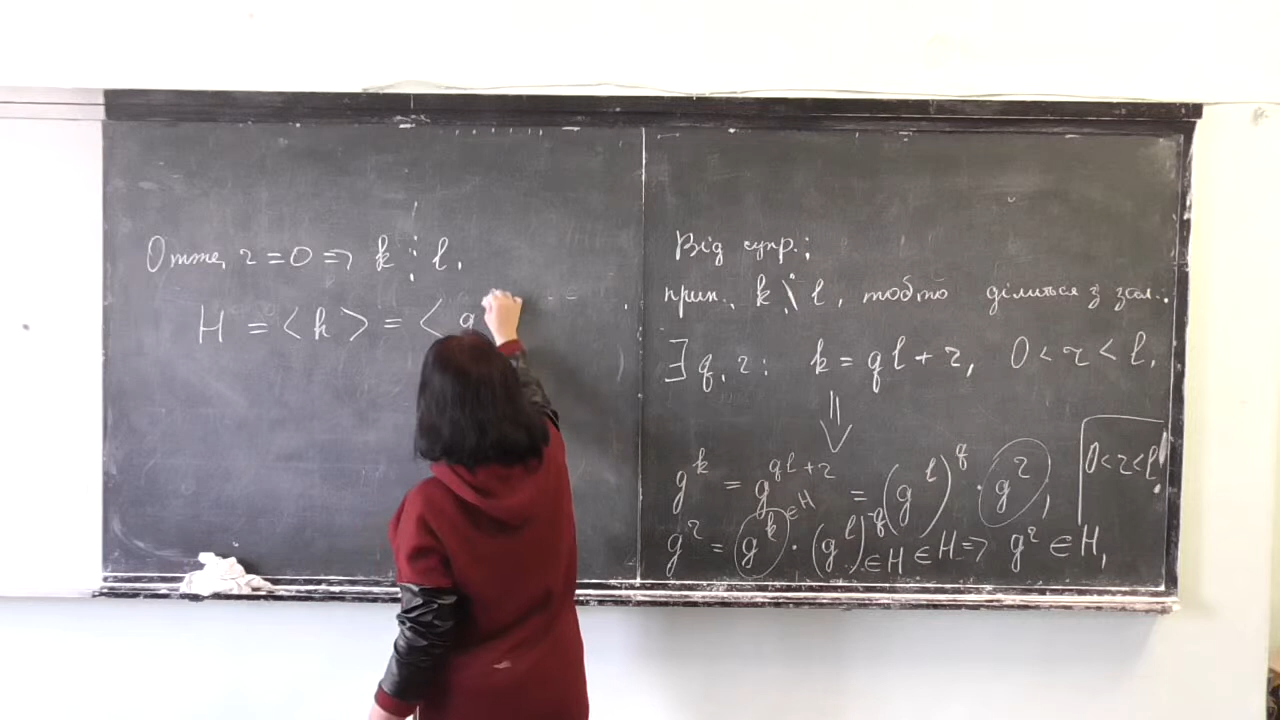 Отже, r = 0 ⇒ k ⋮ l.
H = < h > = < g
Від супр.:
прип., k ⋮̸ l, тобто ділиться з зал.
∃ q, r : k = ql + r, 0 < r < l.
⇓
g^k = g^{ql + r} = (g^l)^q · g^r, 0 < r < l
g^r = g^k ∈ H · (g^l)^{-q} ∈ H ∈ H ⇒ g^r ∈ H,